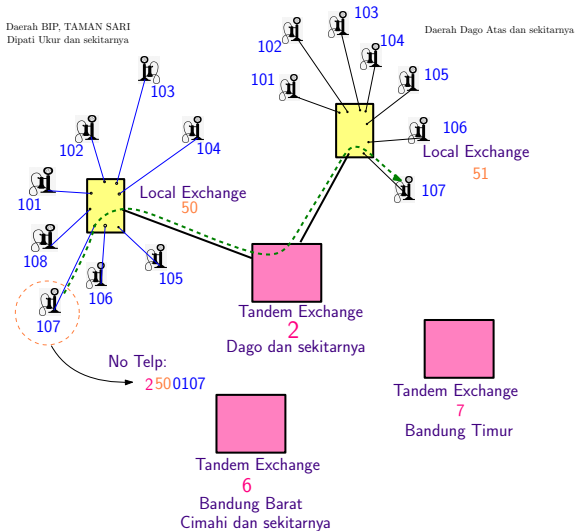 Daerah BIP, TAMAN SARI
Dipati Ukur dan sekitarnya
103
102
104
101
108
107
106
105
Local Exchange
50
Daerah Dago Atas dan sekitarnya
103
102
104
101
105
106
107
Local Exchange
51
Tandem Exchange
2
Dago dan sekitarnya
No Telp:
2500107
Tandem Exchange
7
Bandung Timur
Tandem Exchange
6
Bandung Barat
Cimahi dan sekitarnya